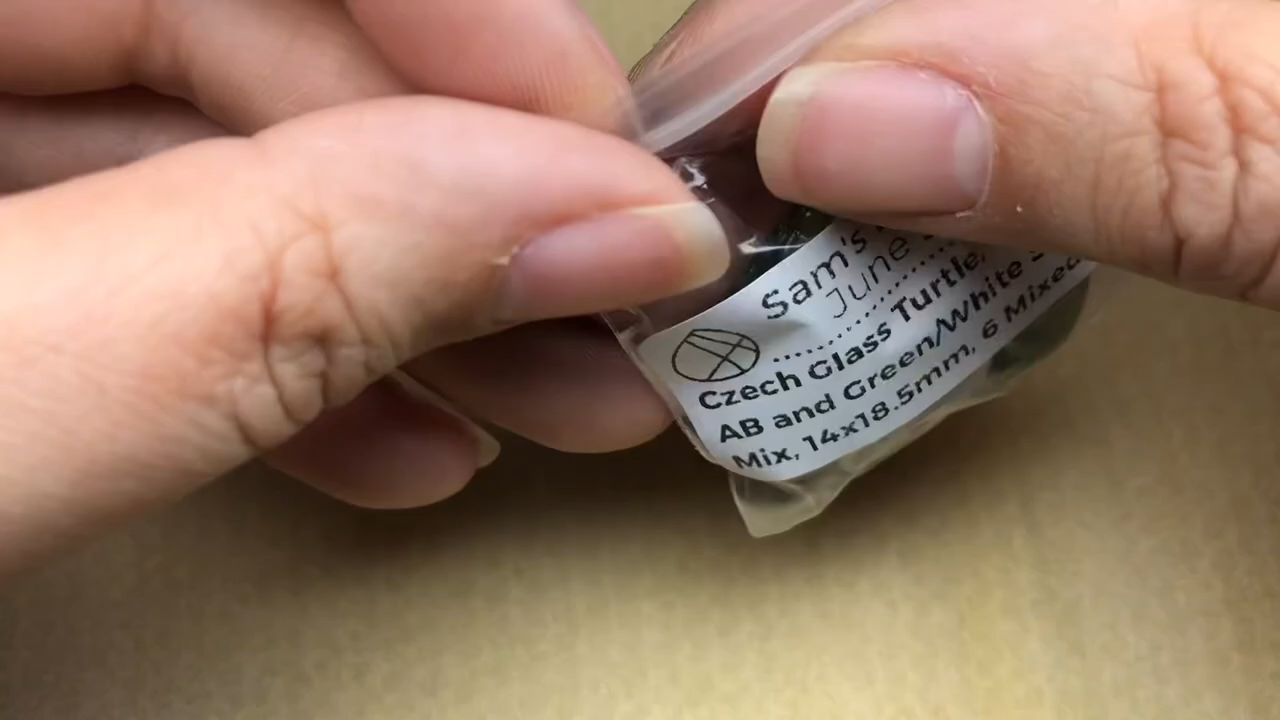 Sam's
June
Czech Glass Turtle,
AB and Green/White
Mix, 14x18.5mm, 6 Mixed